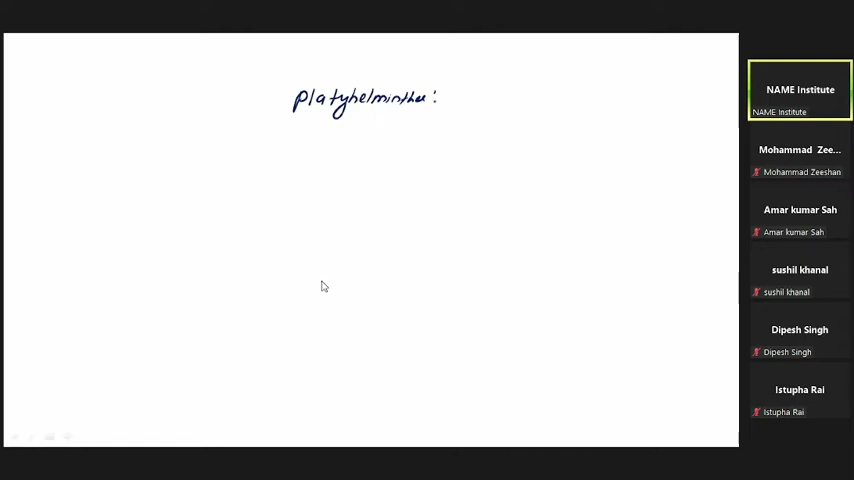 platyhelminthes:
NAME Institute
NAME Institute
Mohammad Zee...
Mohammad Zeeshan
Amar kumar Sah
Amar kumar Sah
sushil khanal
sushil khanal
Dipesh Singh
Dipesh Singh
Istupha Rai
Istupha Rai